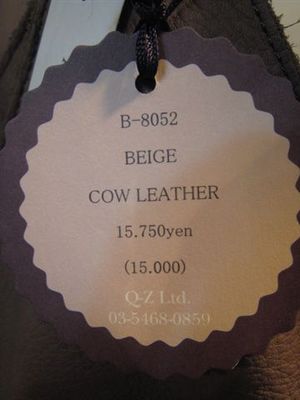 B-8052
BEIGE
COW LEATHER
15.750yen
(15.000)
Q-Z Ltd.
03-5468-0859